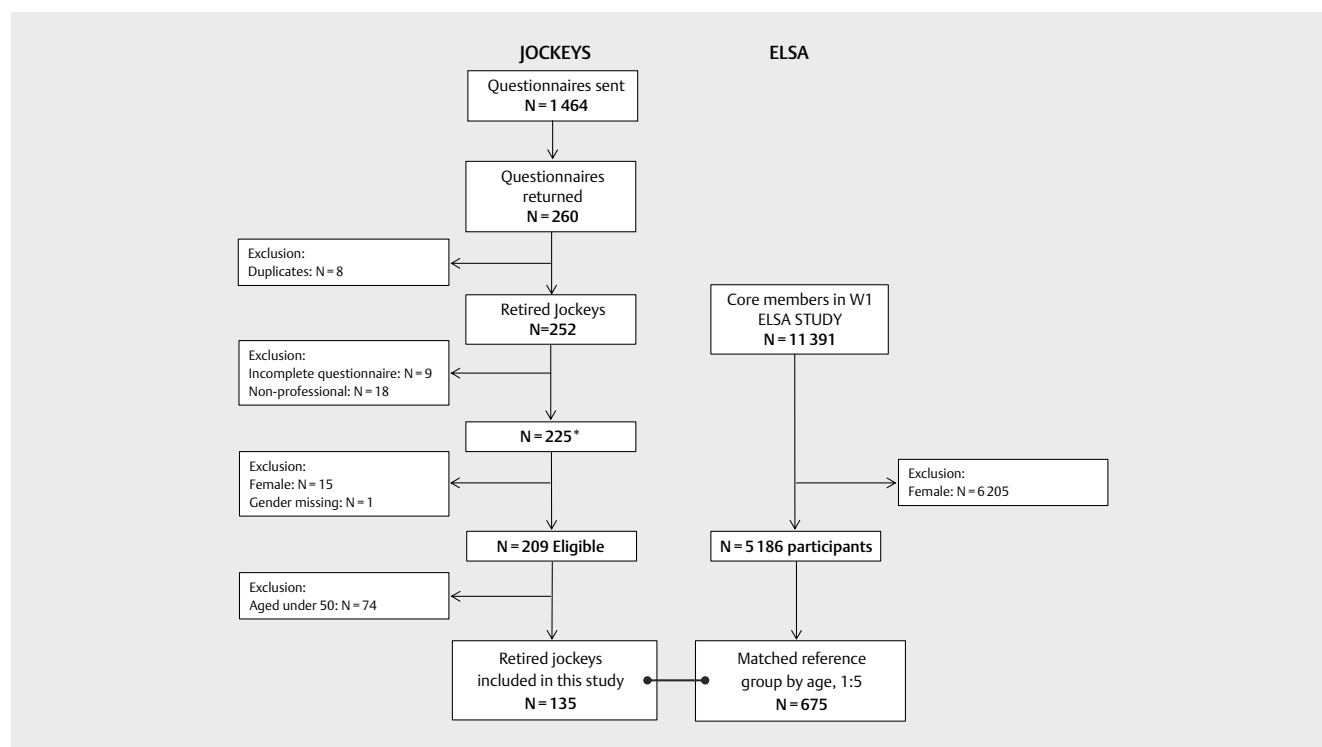 JOCKEYS
Questionnaires sent
N = 1 464
Questionnaires
returned
N = 260
Exclusion:
Duplicates: N = 8
Retired Jockeys
N=252
Exclusion:
Incomplete questionnaire: N = 9
Non-professional: N = 18
N = 225*
Exclusion:
Female: N = 15
Gender missing: N = 1
N = 209 Eligible
Exclusion:
Aged under 50: N = 74
Retired jockeys
included in this study
N = 135
ELSA
Core members in W1
ELSA STUDY
N = 11 391
Exclusion:
Female: N = 6 205
N = 5 186 participants
Matched reference
group by age, 1:5
N = 675